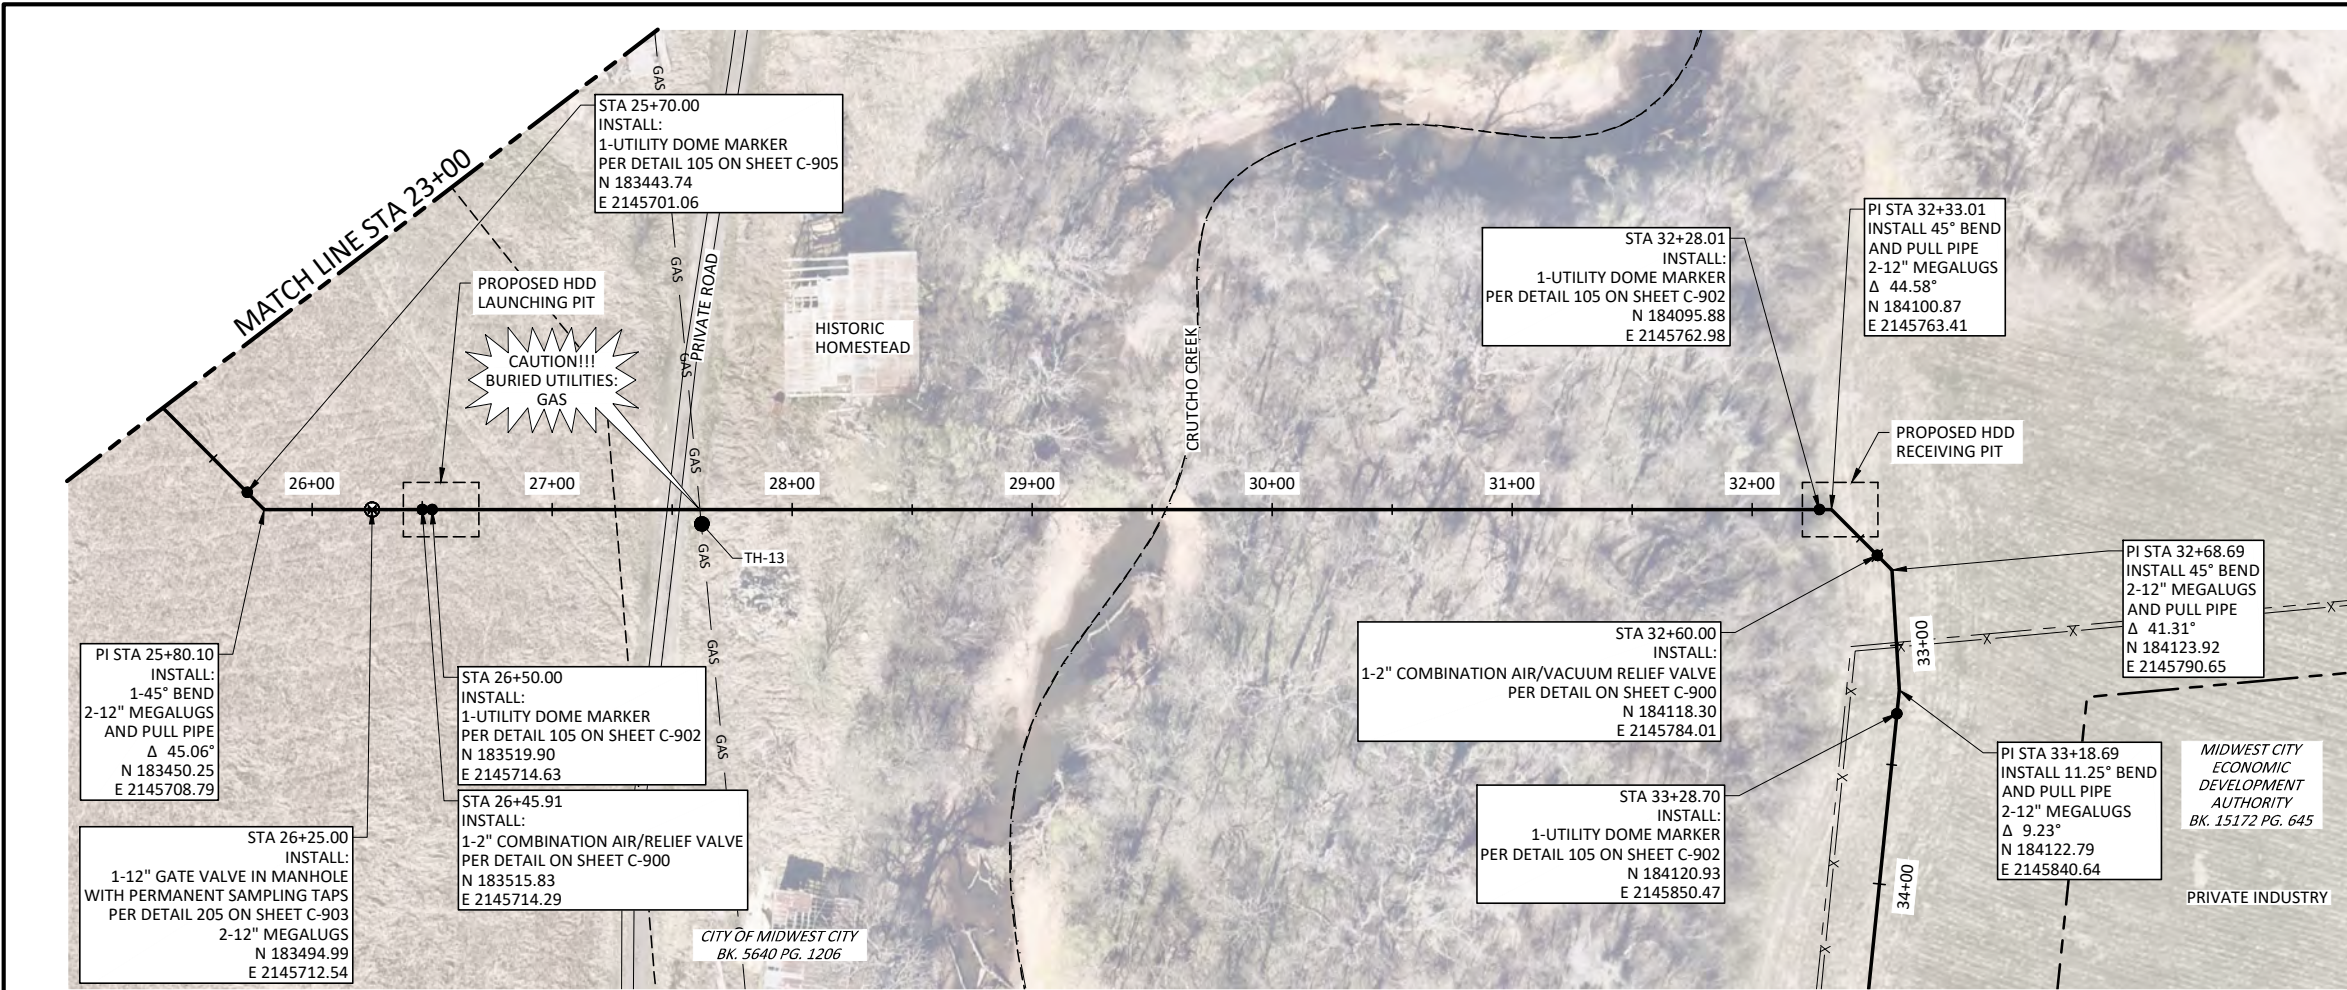 MATCH LINE STA 23+00
GAS
STA 25+70.00
INSTALL:
1-UTILITY DOME MARKER
PER DETAIL 105 ON SHEET C-905
N 183443.74
E 2145701.06
PROPOSED HDD
LAUNCHING PIT
CAUTION!!!
BURIED UTILITIES:
GAS
GAS
GAS
PRIVATE ROAD
GAS
HISTORIC
HOMESTEAD
CRUTCHO CREEK
STA 32+28.01
INSTALL:
1-UTILITY DOME MARKER
PER DETAIL 105 ON SHEET C-902
N 184095.88
E 2145762.98
PI STA 32+33.01
INSTALL 45° BEND
AND PULL PIPE
2-12" MEGALUGS
Δ 44.58°
N 184100.87
E 2145763.41
PROPOSED HDD
RECEIVING PIT
26+00
27+00
28+00
29+00
30+00
31+00
32+00
GAS
TH-13
GAS
GAS
PI STA 25+80.10
INSTALL:
1-45° BEND
2-12" MEGALUGS
AND PULL PIPE
Δ 45.06°
N 183450.25
E 2145708.79
STA 26+50.00
INSTALL:
1-UTILITY DOME MARKER
PER DETAIL 105 ON SHEET C-902
N 183519.90
E 2145714.63
STA 26+45.91
INSTALL:
1-2" COMBINATION AIR/RELIEF VALVE
PER DETAIL ON SHEET C-900
N 183515.83
E 2145714.29
STA 26+25.00
INSTALL:
1-12" GATE VALVE IN MANHOLE
WITH PERMANENT SAMPLING TAPS
PER DETAIL 205 ON SHEET C-903
2-12" MEGALUGS
N 183494.99
E 2145712.54
CITY OF MIDWEST CITY
BK. 5640 PG. 1206
STA 32+60.00
INSTALL:
1-2" COMBINATION AIR/VACUUM RELIEF VALVE
PER DETAIL ON SHEET C-900
N 184118.30
E 2145784.01
STA 33+28.70
INSTALL:
1-UTILITY DOME MARKER
PER DETAIL 105 ON SHEET C-902
N 184120.93
E 2145850.47
33+00
34+00
PI STA 32+68.69
INSTALL 45° BEND
2-12" MEGALUGS
AND PULL PIPE
Δ 41.31°
N 184123.92
E 2145790.65
PI STA 33+18.69
INSTALL 11.25° BEND
AND PULL PIPE
2-12" MEGALUGS
Δ 9.23°
N 184122.79
E 2145840.64
MIDWEST CITY
ECONOMIC
DEVELOPMENT
AUTHORITY
BK. 15172 PG. 645
PRIVATE INDUSTRY